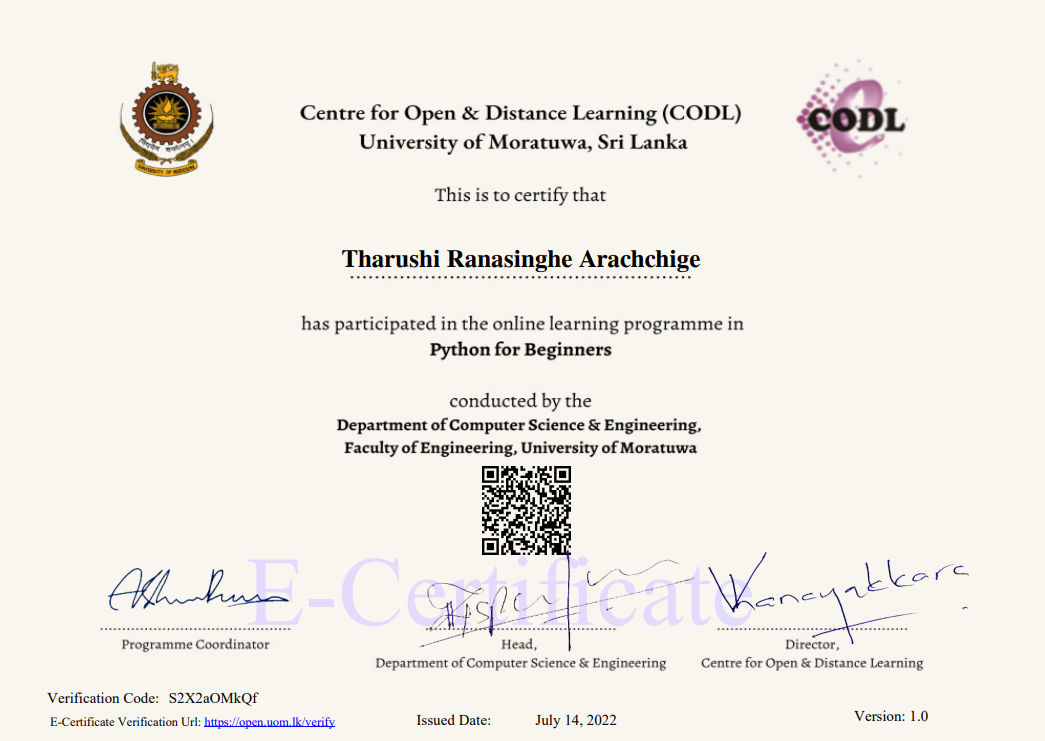 Centre for Open & Distance Learning (CODL)
University of Moratuwa, Sri Lanka
UNIVERSITY OF MORATUWA
CODL
This is to certify that
Tharushi Ranasinghe Arachchige
has participated in the online learning programme in
Python for Beginners
conducted by the
Department of Computer Science & Engineering,
Faculty of Engineering, University of Moratuwa
E-Certificate
Programme Coordinator
Head,
Department of Computer Science & Engineering
Director,
Centre for Open & Distance Learning
Verification Code: S2X2aOMkQf
E-Certificate Verification Url: https://open.uom.lk/verify
Issued Date: July 14, 2022
Version: 1.0